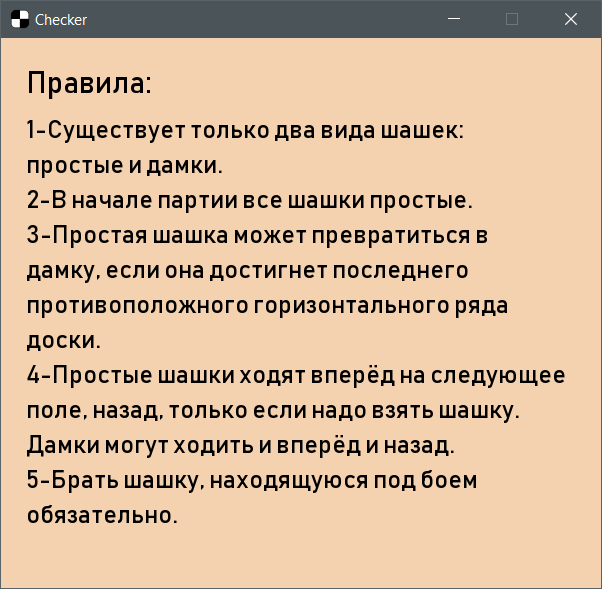 Checker
Правила:
1-Существует только два вида шашек:
простые и дамки.
2-В начале партии все шашки простые.
3-Простая шашка может превратиться в
дамку, если она достигнет последнего
противоположного горизонтального ряда
доски.
4-Простые шашки ходят вперёд на следующее
поле, назад, только если надо взять шашку.
Дамки могут ходить и вперёд и назад.
5-Брать шашку, находящуюся под боем
обязательно.